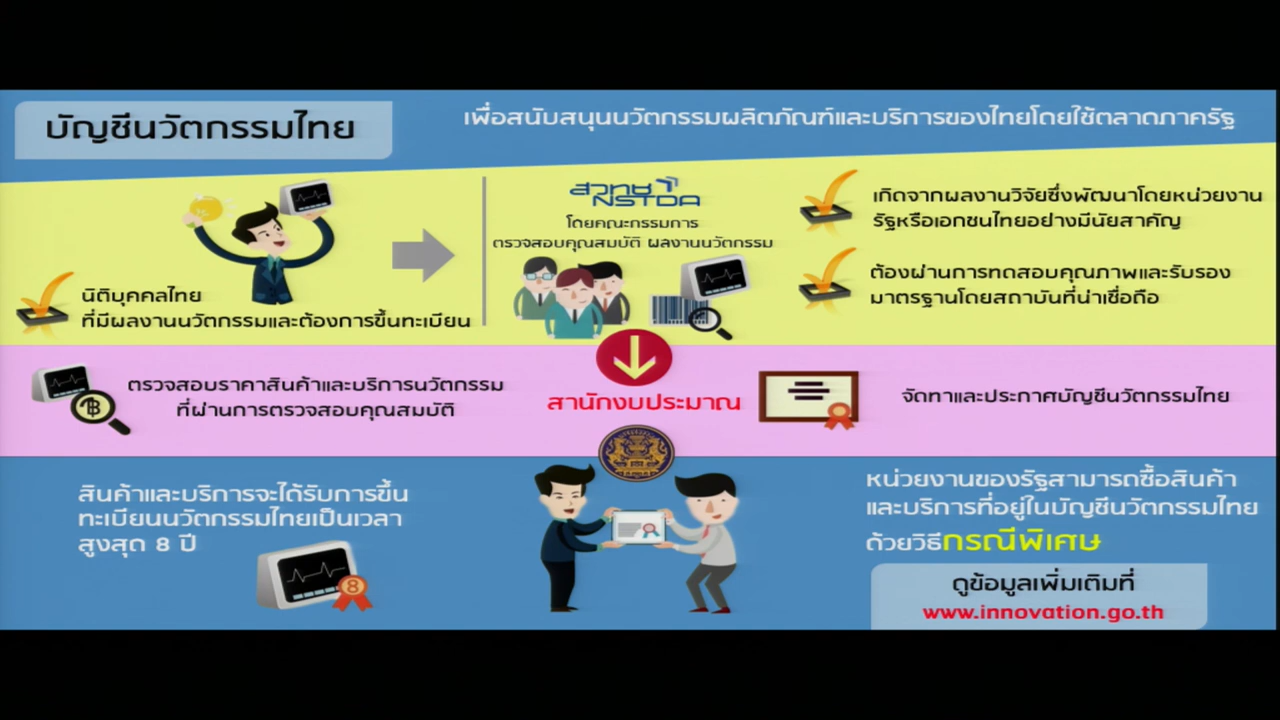 บัญชีนวัตกรรมไทย
เพื่อสนับสนุนนวัตกรรมผลิตภัณฑ์และบริการของไทยโดยใช้ตลาดภาครัฐ
นิติบุคคลไทย
ที่มีผลงานนวัตกรรมและต้องการขึ้นทะเบียน
สวทช
NSTDA
โดยคณะกรรมการ
ตรวจสอบคุณสมบัติ ผลงานนวัตกรรม
เกิดจากผลงานวิจัยซึ่งพัฒนาโดยหน่วยงาน
รัฐหรือเอกชนไทยอย่างมีนัยสาคัญ
ต้องผ่านการทดสอบคุณภาพและรับรอง
มาตรฐานโดยสถาบันที่น่าเชื่อถือ
ตรวจสอบราคาสินค้าและบริการนวัตกรรม
ที่ผ่านการตรวจสอบคุณสมบัติ
สานักงบประมาณ
จัดทาและประกาศบัญชีนวัตกรรมไทย
สินค้าและบริการจะได้รับการขึ้น
ทะเบียนนวัตกรรมไทยเป็นเวลา
สูงสุด 8 ปี
8
หน่วยงานของรัฐสามารถซื้อสินค้า
และบริการที่อยู่ในบัญชีนวัตกรรมไทย
ด้วยวิธีกรณีพิเศษ
ดูข้อมูลเพิ่มเติมที่
www.innovation.go.th